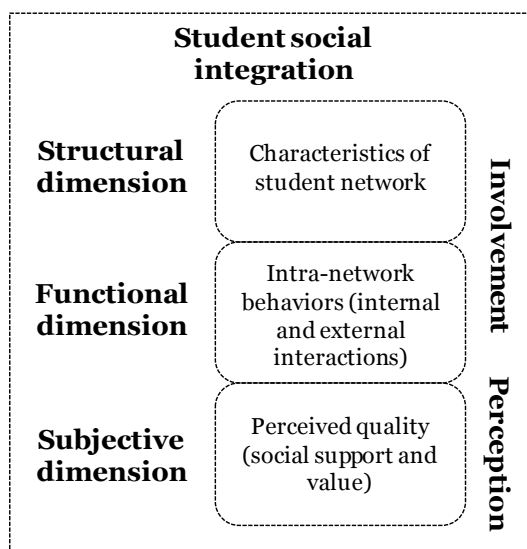 Student social
integration
Structural
dimension
Characteristics of
student network
Functional
dimension
Intra-network
behaviors (internal
and external
interactions)
Subjective
dimension
Perceived quality
(social support and
value)
Involvement
Perception